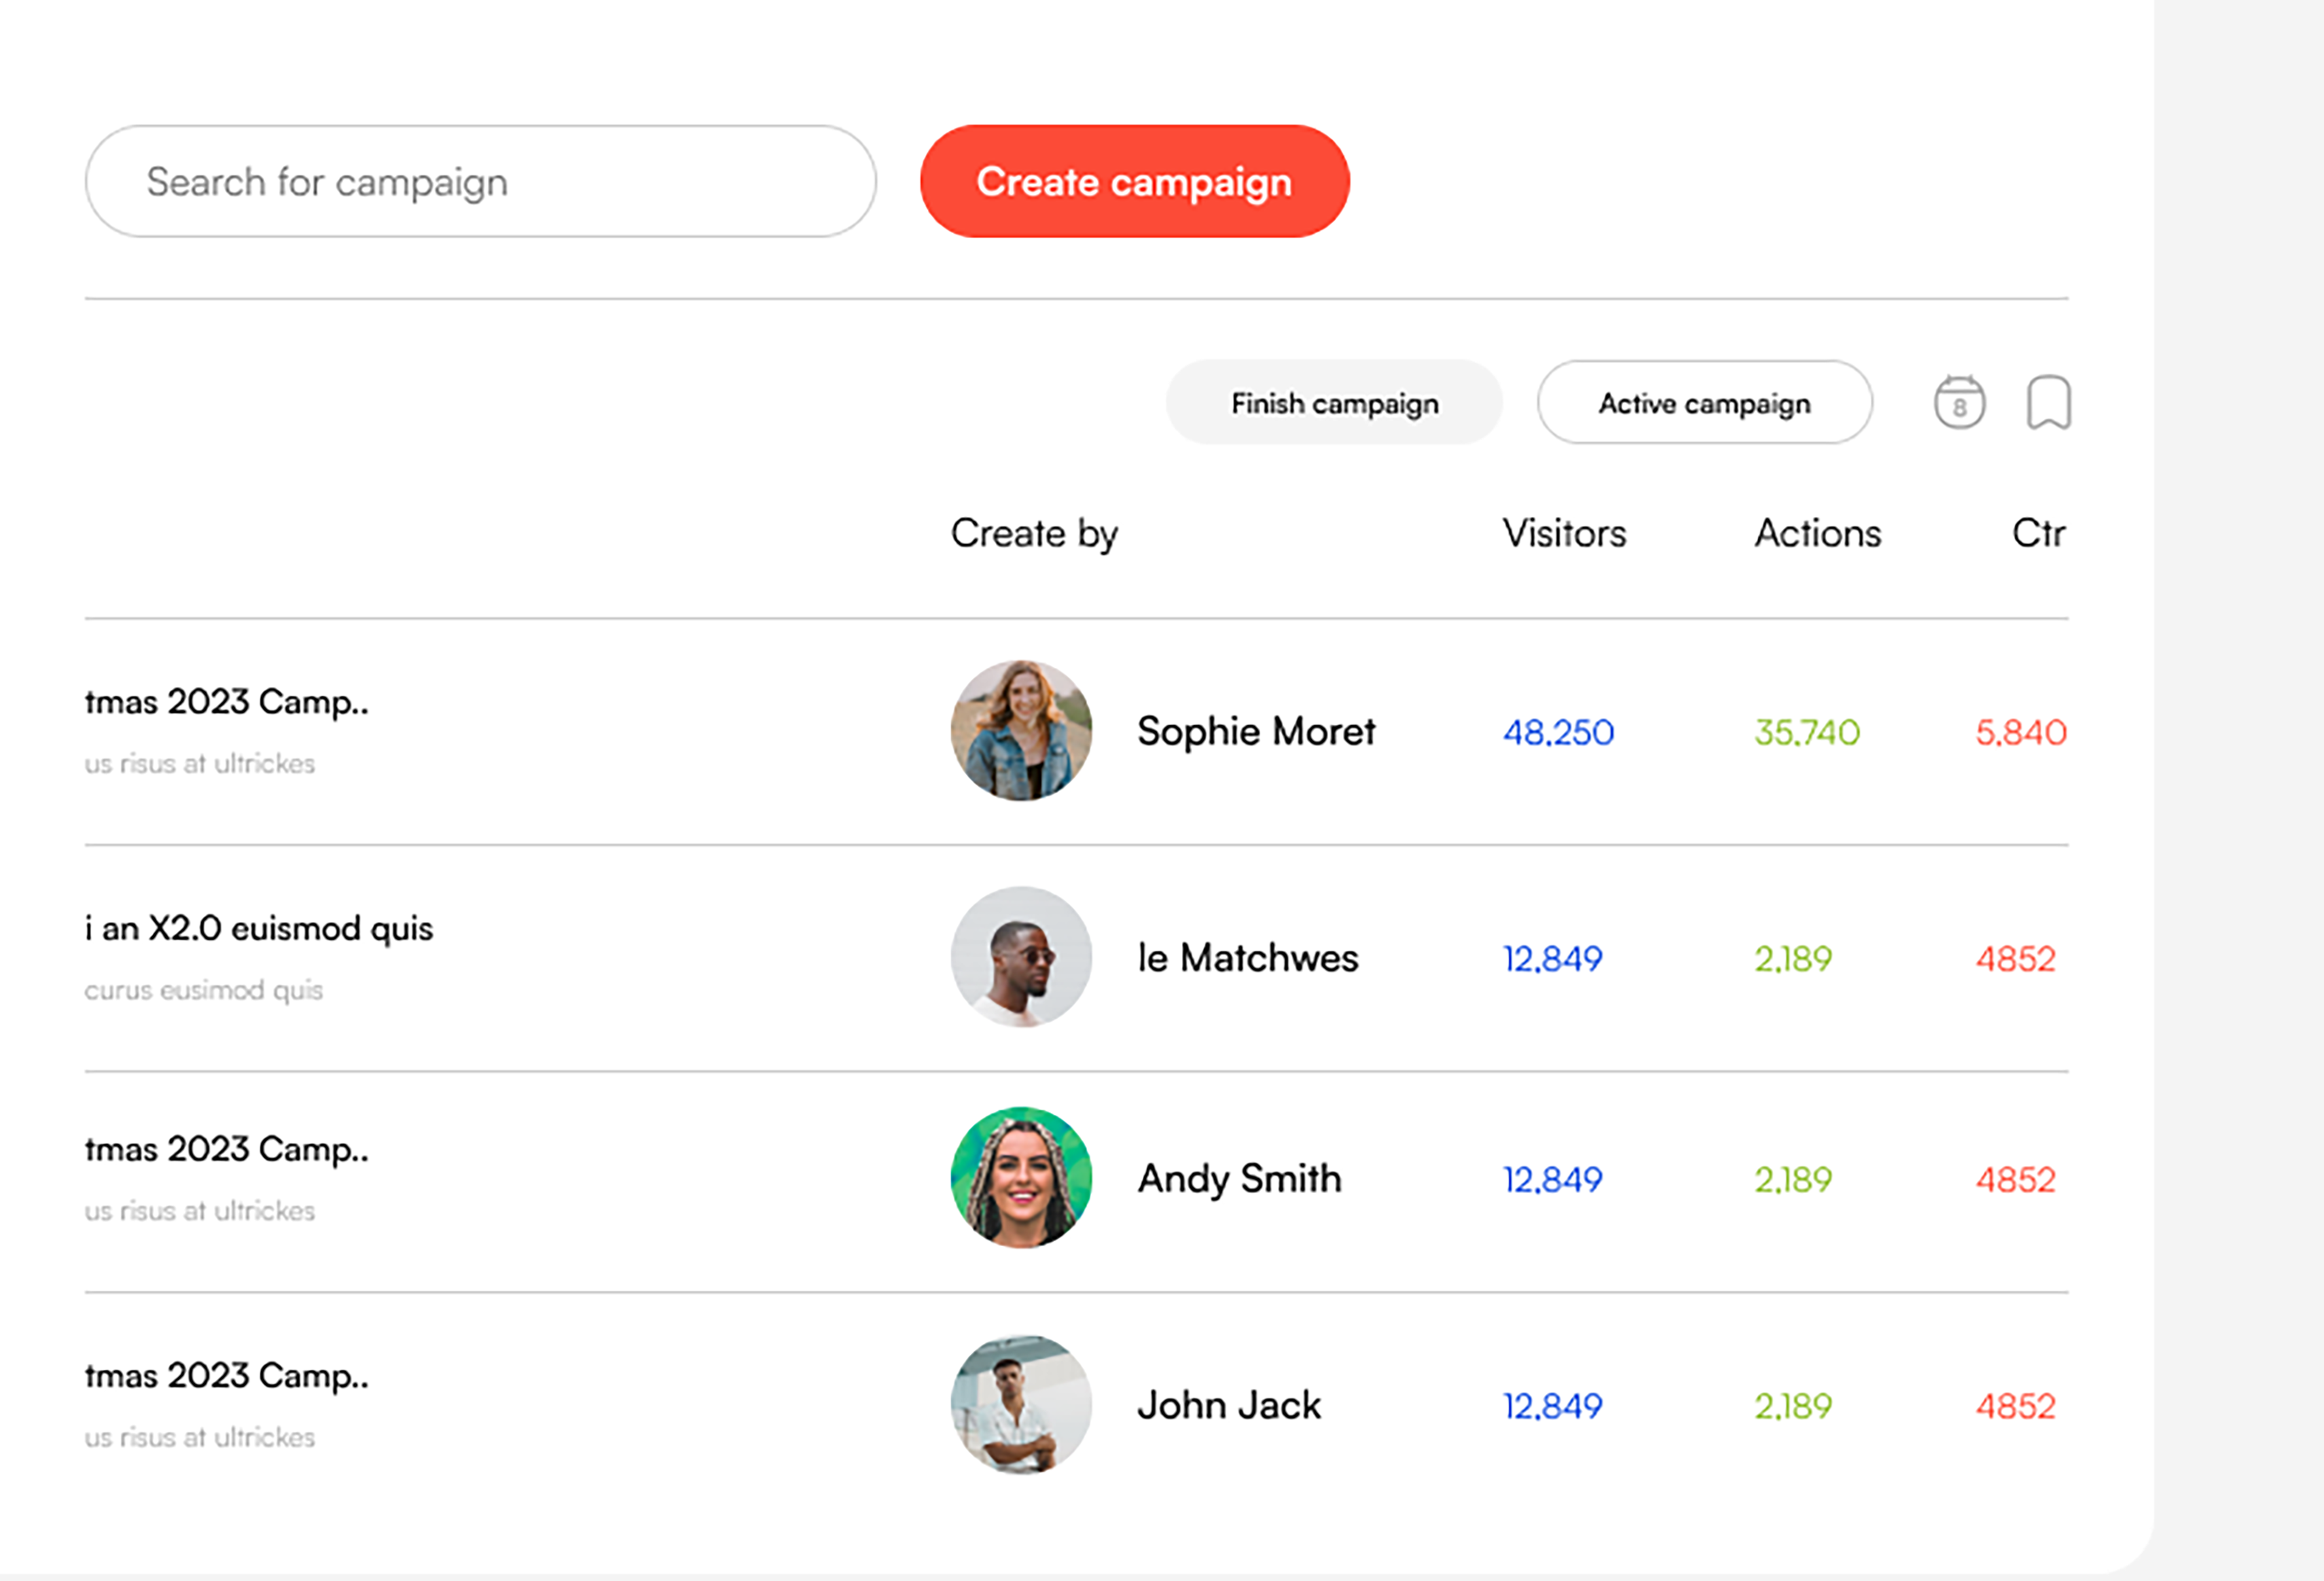 Search for campaign
Create campaign
Finish campaign
Active campaign
8
Create by
Visitors
Actions
Ctr
tmas 2023 Camp..
us risus at ultrickes
Sophie Moret
48,250
35,740
5,840
i an X2.0 euismod quis
curus eusimod quis
le Matchwes
12,849
2,189
4852
tmas 2023 Camp..
us risus at ultrickes
Andy Smith
12,849
2,189
4852
tmas 2023 Camp..
us risus at ultrickes
John Jack
12,849
2,189
4852